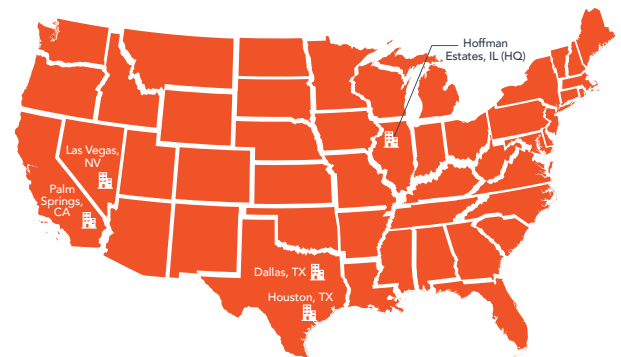 Hoffman
Estates, IL (HQ)
Las Vegas,
NV
Palm
Springs,
CA
Dallas, TX
Houston, TX